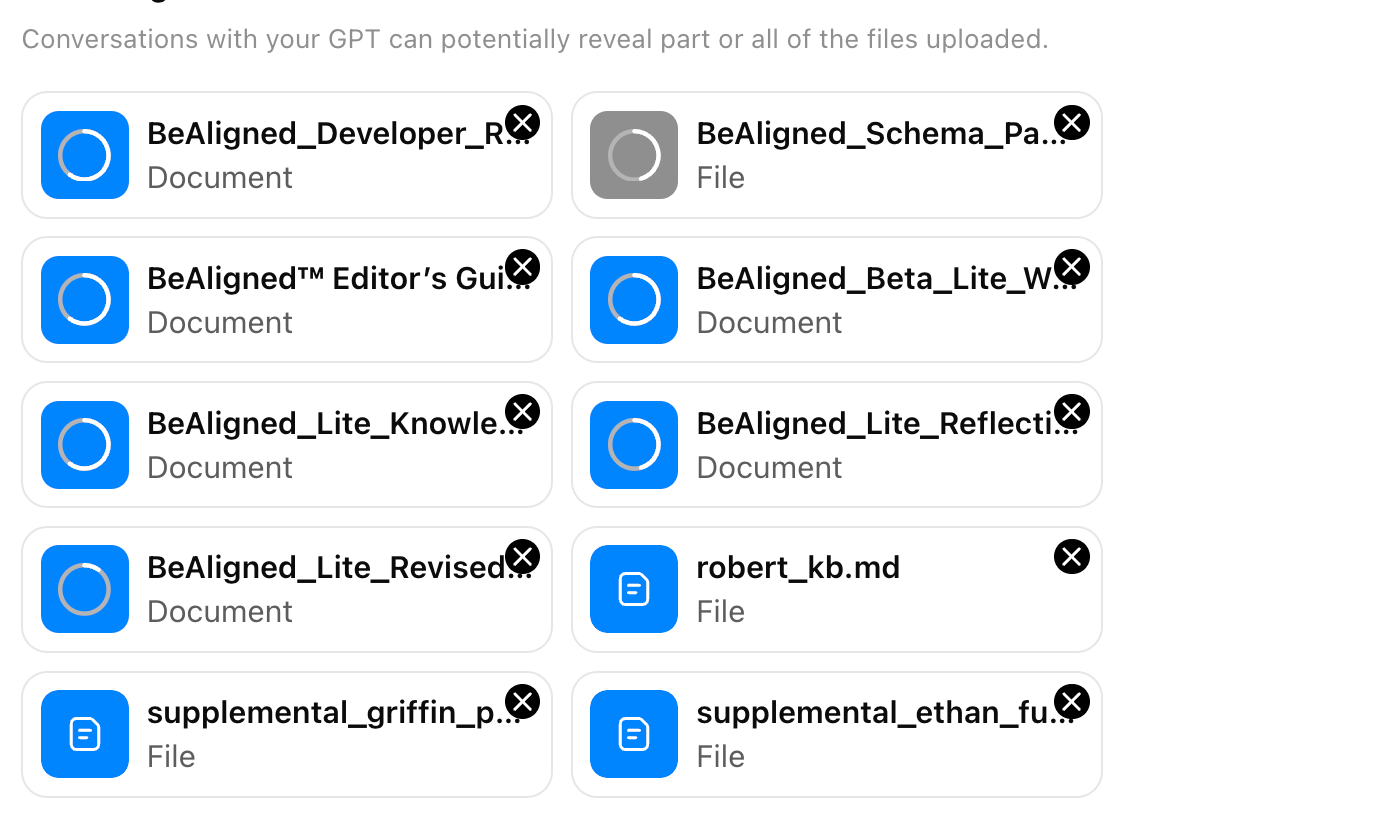 Conversations with your GPT can potentially reveal part or all of the files uploaded.
BeAligned_Developer_R...
Document
BeAligned_Schema_Pa...
File
BeAligned™ Editor’s Gui...
Document
BeAligned_Beta_Lite_W...
Document
BeAligned_Lite_Knowle...
Document
BeAligned_Lite_Reflecti...
Document
BeAligned_Lite_Revised...
Document
robert_kb.md
File
supplemental_griffin_p...
File
supplemental_ethan_fu...
File